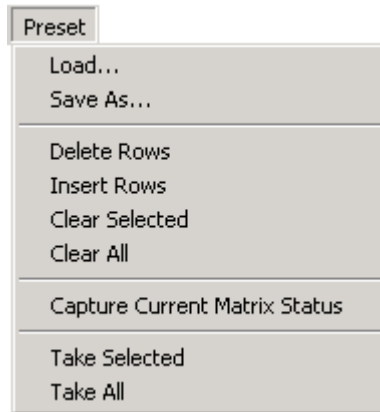 Preset
Load...
Save As...
Delete Rows
Insert Rows
Clear Selected
Clear All
Capture Current Matrix Status
Take Selected
Take All